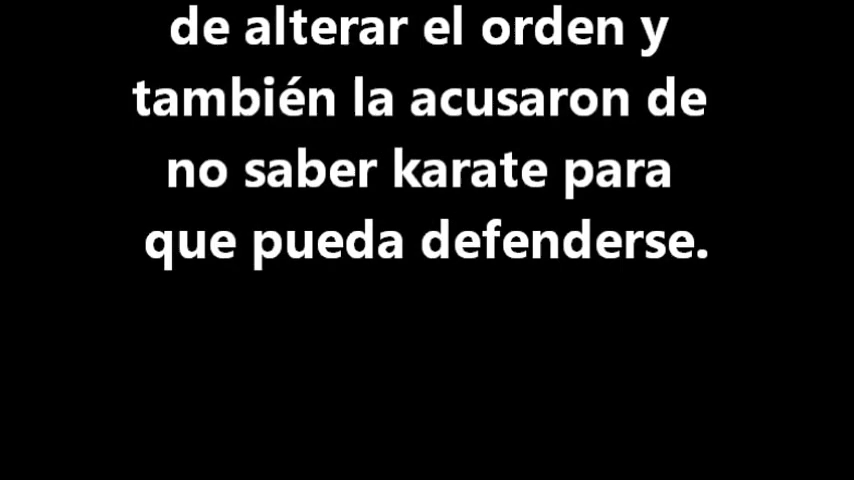 de alterar el orden y
también la acusaron de
no saber karate para
que pueda defenderse.